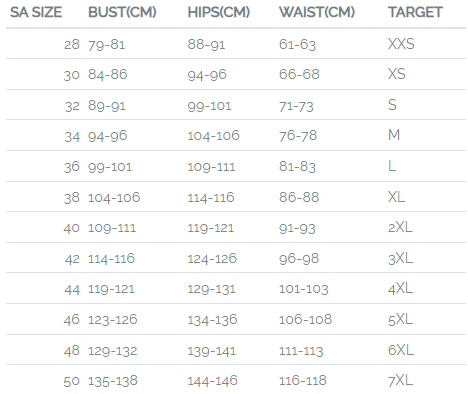 SA SIZE BUST(CM) HIPS(CM) WAIST(CM) TARGET
28 79-81 88-91 61-63 XXS
30 84-86 94-96 66-68 XS
32 89-91 99-101 71-73 S
34 94-96 104-106 76-78 M
36 99-101 109-111 81-83 L
38 104-106 114-116 86-88 XL
40 109-111 119-121 91-93 2XL
42 114-116 124-126 96-98 3XL
44 119-121 129-131 101-103 4XL
46 123-126 134-136 106-108 5XL
48 129-132 139-141 111-113 6XL
50 135-138 144-146 116-118 7XL